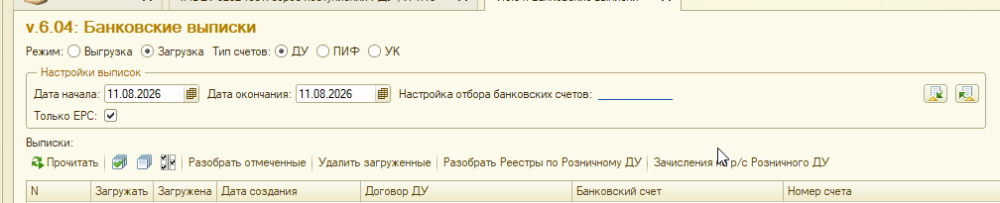 v.6.04: Банковские выписки
Режим: Выгрузка Загрузка Тип счетов: ДУ ПИФ УК
Настройки выписок
Дата начала: 11.08.2026 Дата окончания: 11.08.2026 Настройка отбора банковских счетов:
Только ЕРС:
Выписки:
Прочитать Разобрать отмеченные Удалить загруженные Разобрать Реестры по Розничному ДУ Зачисления р/с Розничного ДУ
N Загружать Загружена Дата создания Договор ДУ Банковский счет Номер счета